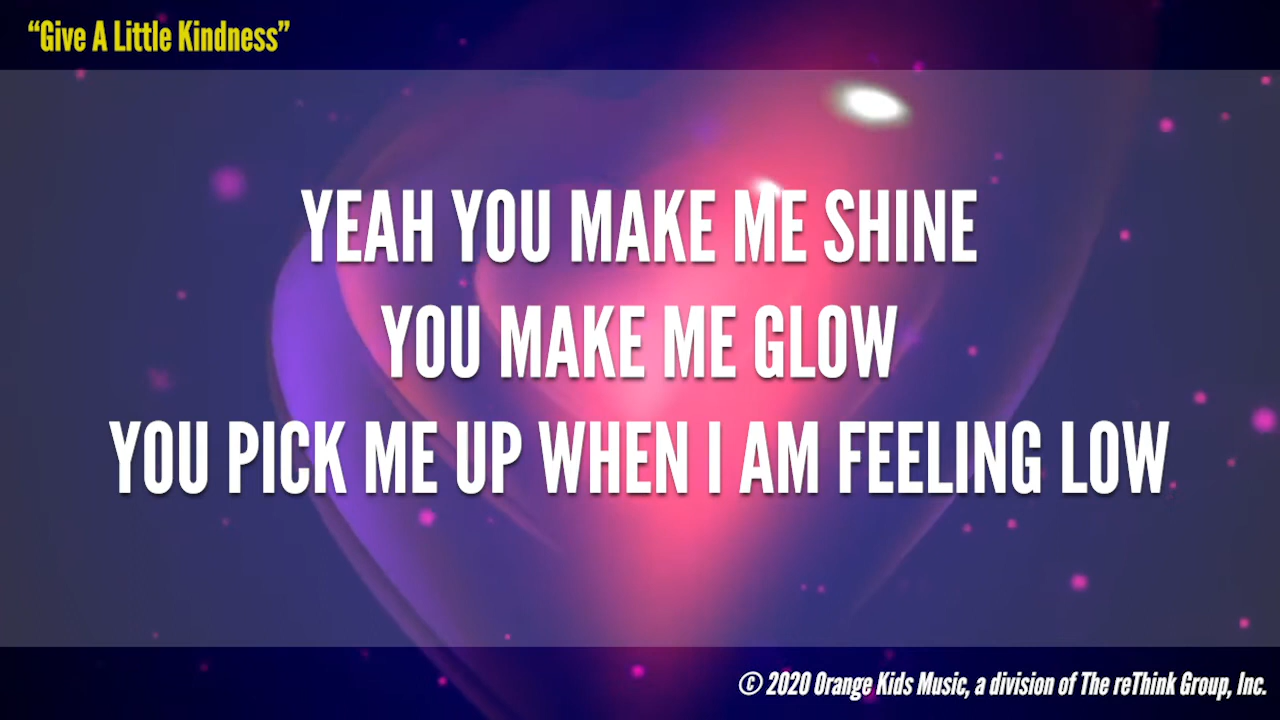 “Give A Little Kindness”
YEAH YOU MAKE ME SHINE
YOU MAKE ME GLOW
YOU PICK ME UP WHEN I AM FEELING LOW
© 2020 Orange Kids Music, a division of The reThink Group, Inc.